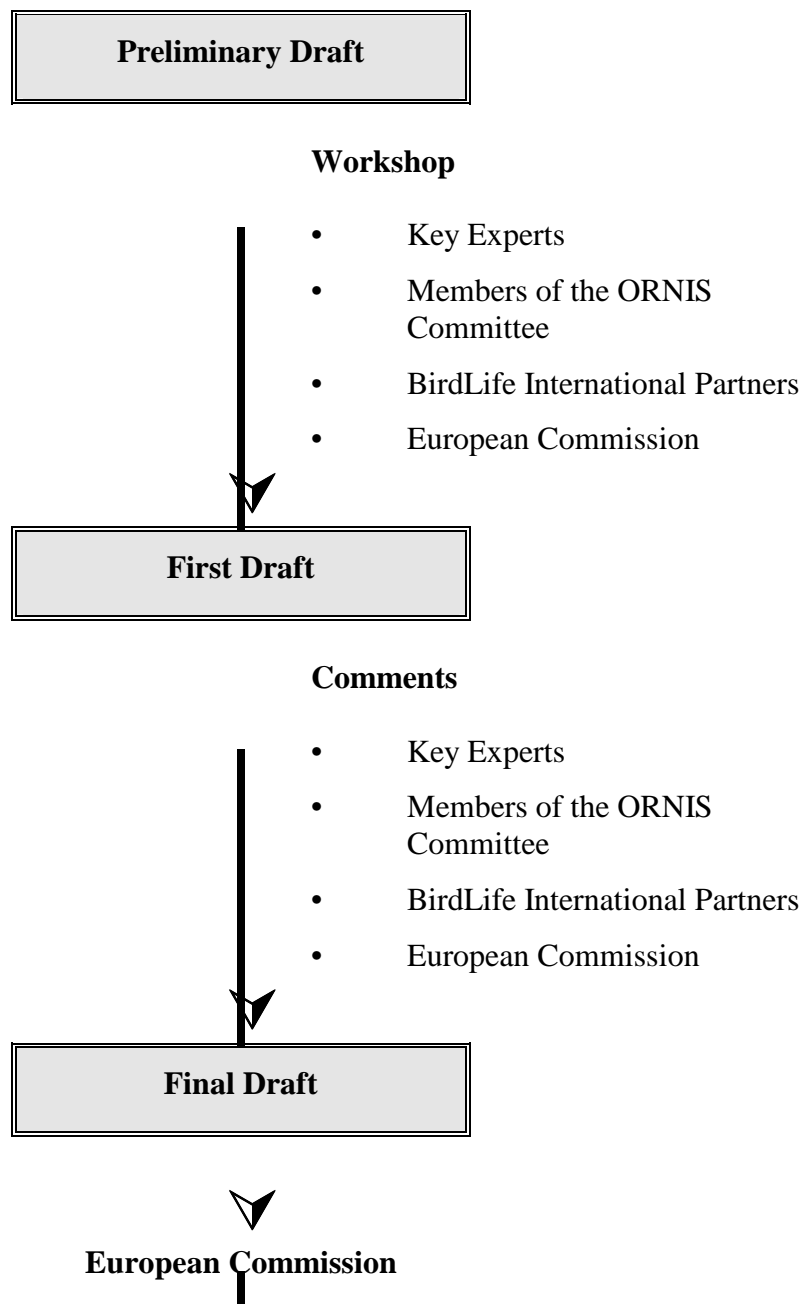 Preliminary Draft
Workshop
• Key Experts
• Members of the ORNIS
Committee
• BirdLife International Partners
• European Commission
First Draft
Comments
• Key Experts
• Members of the ORNIS
Committee
• BirdLife International Partners
• European Commission
Final Draft
European Commission